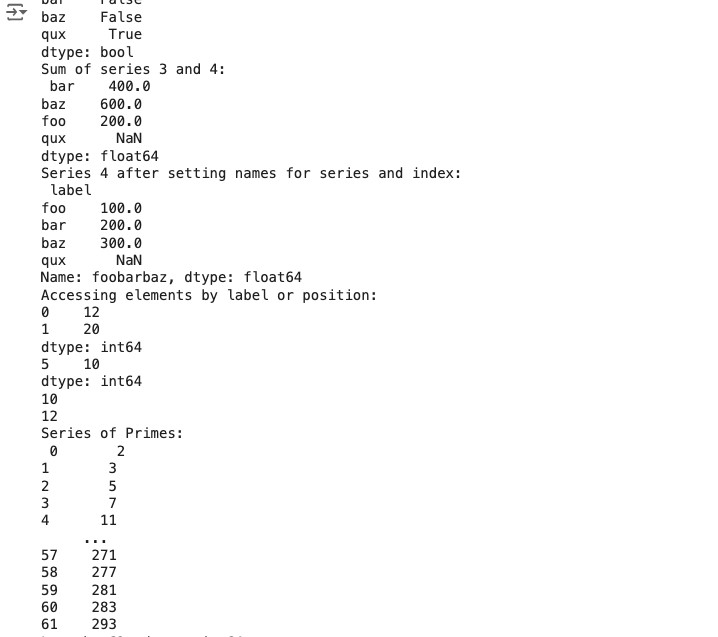 baz    False
qux     True
dtype: bool
Sum of series 3 and 4:
 bar    400.0
baz    600.0
foo    200.0
qux      NaN
dtype: float64
Series 4 after setting names for series and index:
 label
foo    100.0
bar    200.0
baz    300.0
qux      NaN
Name: foobarbaz, dtype: float64
Accessing elements by label or position:
0    12
1    20
dtype: int64
5    10
dtype: int64
10
12
Series of Primes:
 0       2
1       3
2       5
3       7
4      11
     ...
57    271
58    277
59    281
60    283
61    293